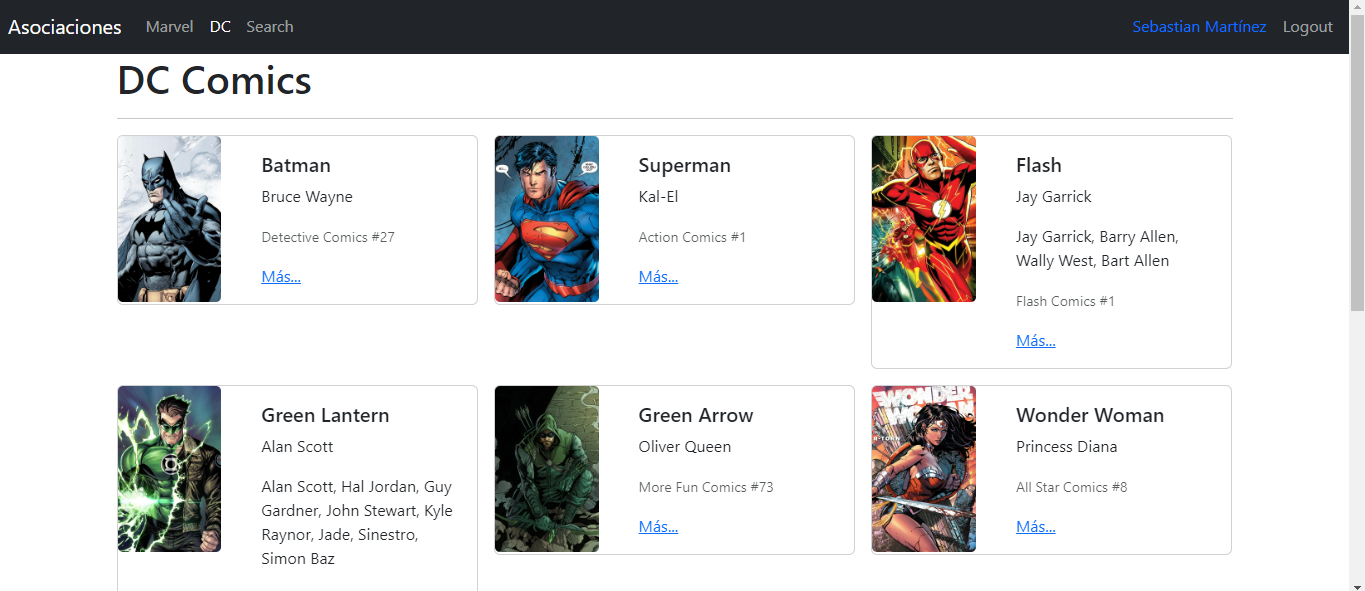 Asociaciones Marvel DC Search Sebastian Martínez Logout
DC Comics
Batman
Bruce Wayne
Detective Comics #27
Más...
Superman
Kal-El
Action Comics #1
Más...
Flash
Jay Garrick
Jay Garrick, Barry Allen,
Wally West, Bart Allen
Flash Comics #1
Más...
Green Lantern
Alan Scott
Alan Scott, Hal Jordan, Guy
Gardner, John Stewart, Kyle
Raynor, Jade, Sinestro,
Simon Baz
Green Arrow
Oliver Queen
More Fun Comics #73
Más...
WONDER
Wonder Woman
Princess Diana
All Star Comics #8
Más...